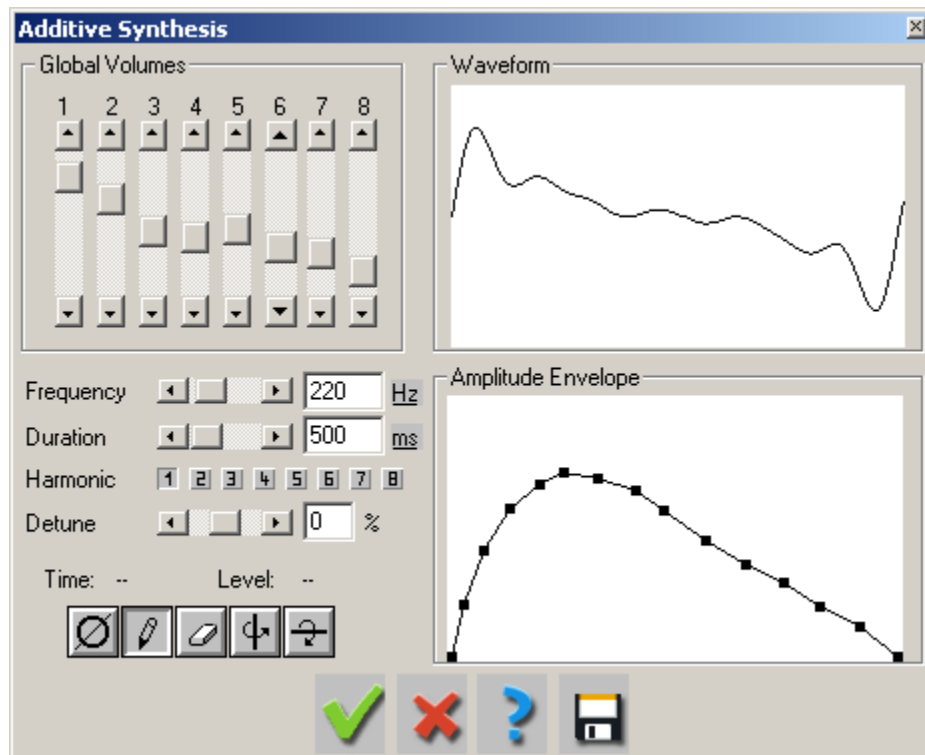 Additive Synthesis
Global Volumes
1 2 3 4 5 6 7 8
Waveform
Frequency 220 Hz
Duration 500 ms
Harmonic 1 2 3 4 5 6 7 8
Detune 0 %
Time: -- Level: --
Amplitude Envelope